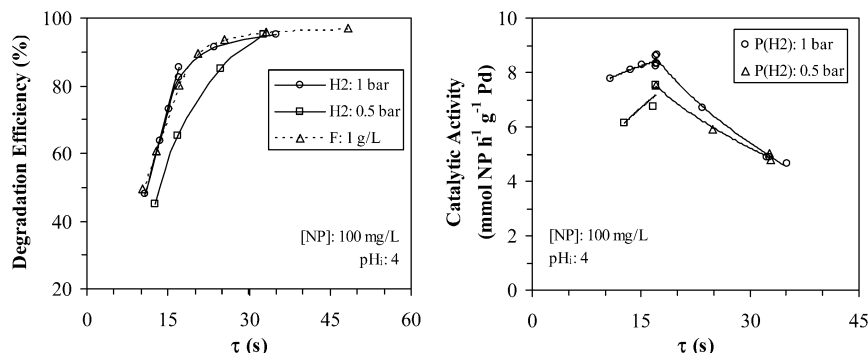 Degradation Efficiency (%)
100
80
60
40
20
0
15
30
45
60
τ (s)
H2: 1 bar
H2: 0.5 bar
F: 1 g/L
[NP]: 100 mg/L
pHi: 4
Catalytic Activity
(mmol NP h⁻¹ g⁻¹ Pd)
10
8
6
4
2
0
0
15
30
45
τ (s)
P(H2): 1 bar
P(H2): 0.5 bar
[NP]: 100 mg/L
pHi: 4